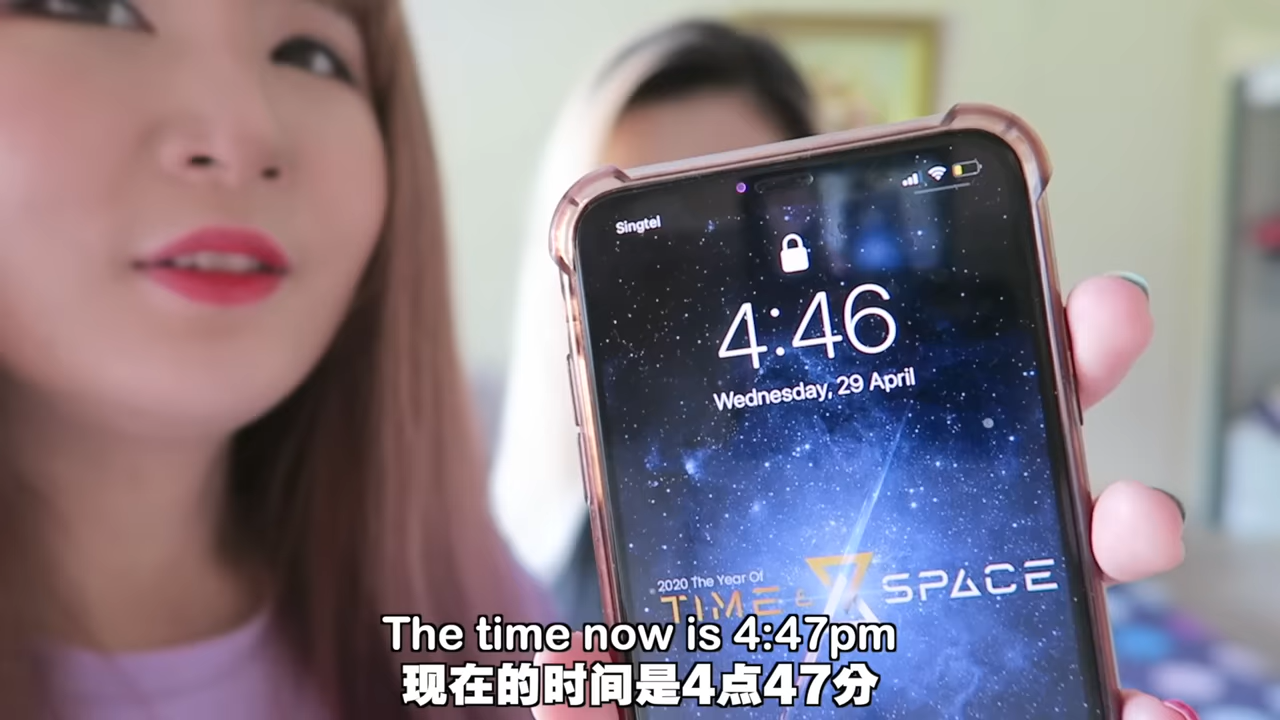 Singtel
4:46
Wednesday, 29 April
2020 The Year Of
TIME & SPACE
The time now is 4:47pm
现在的时间是4点47分